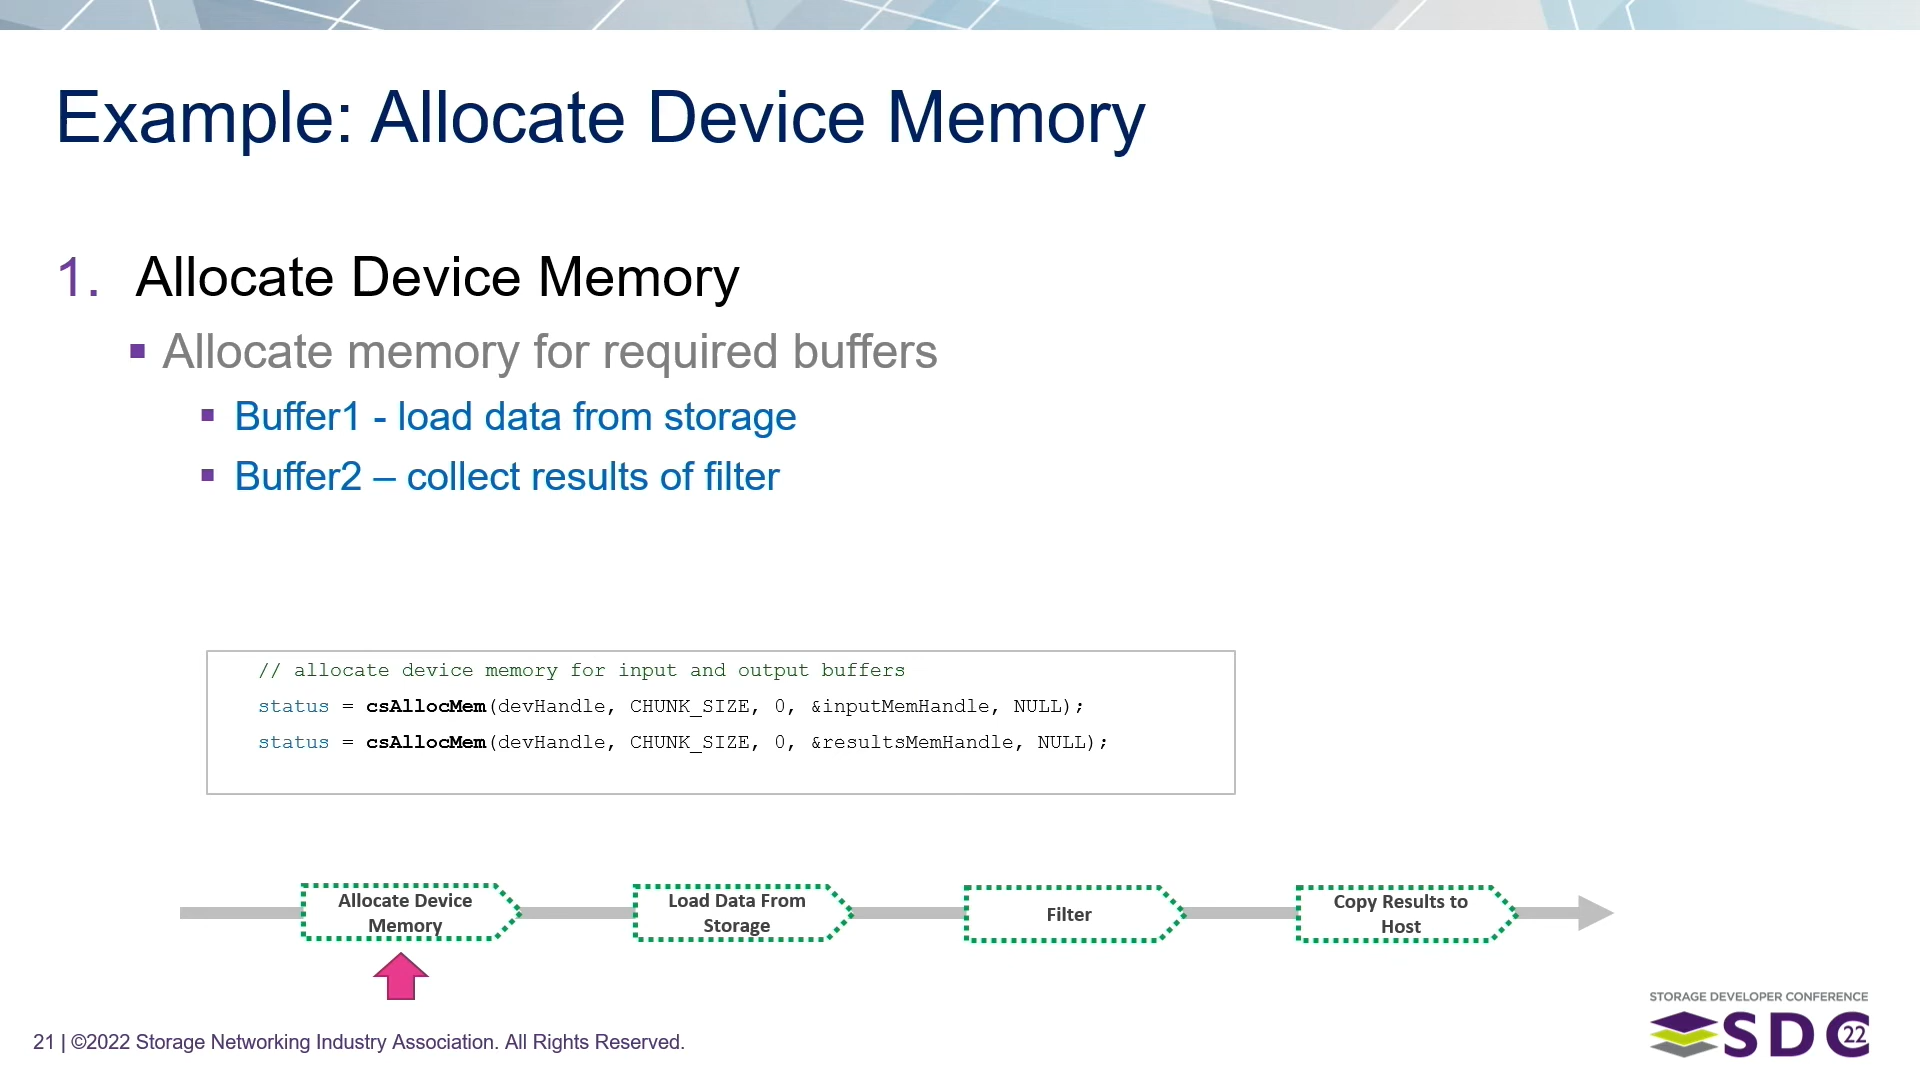 Example: Allocate Device Memory
1. Allocate Device Memory
▪ Allocate memory for required buffers
▪ Buffer1 - load data from storage
▪ Buffer2 – collect results of filter
// allocate device memory for input and output buffers
status = csAllocMem(devHandle, CHUNK_SIZE, 0, &inputMemHandle, NULL);
status = csAllocMem(devHandle, CHUNK_SIZE, 0, &resultsMemHandle, NULL);
Allocate Device
Memory
Load Data From
Storage
Filter
Copy Results to
Host
STORAGE DEVELOPER CONFERENCE
SDC 22
21 | ©2022 Storage Networking Industry Association. All Rights Reserved.